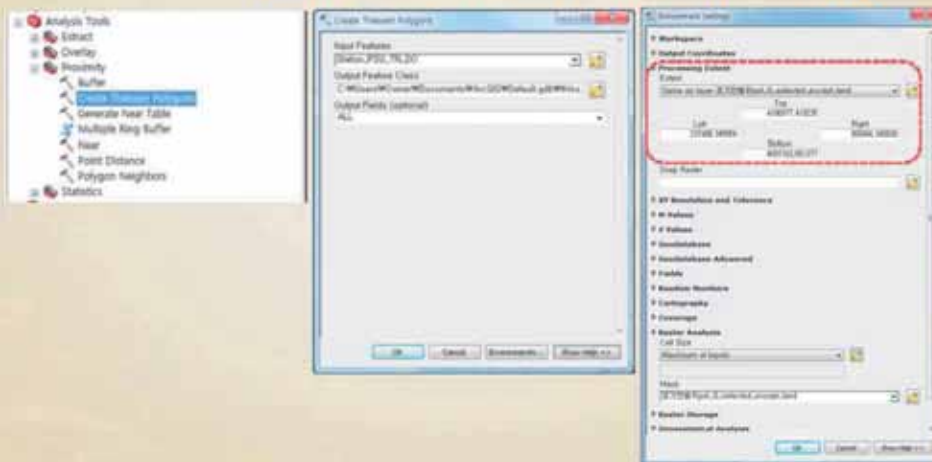 Analysis Tools
Extract
Overlay
Proximity
Buffer
Create Thiessen Polygons
Generate Near Table
Multiple Ring Buffer
Near
Point Distance
Polygon Neighbors
Statistics
Create Thiessen Polygons
Input Features
Output Feature Class
Output Fields (optional)
ALL
OK
Cancel
Environments...
Show Help >>
Environment Settings
Workspace
Output Coordinates
Processing Extent
Extent
Top
Left
Right
Bottom
Snap Raster
XY Resolution and Tolerance
M Values
Z Values
Geodatabase
Geodatabase Advanced
Fields
Random Numbers
Cartography
Coverage
Raster Analysis
Cell Size
Maximum of Inputs
Mask
Raster Storage
Geostatistical Analysis
OK
Cancel
Show Help >>